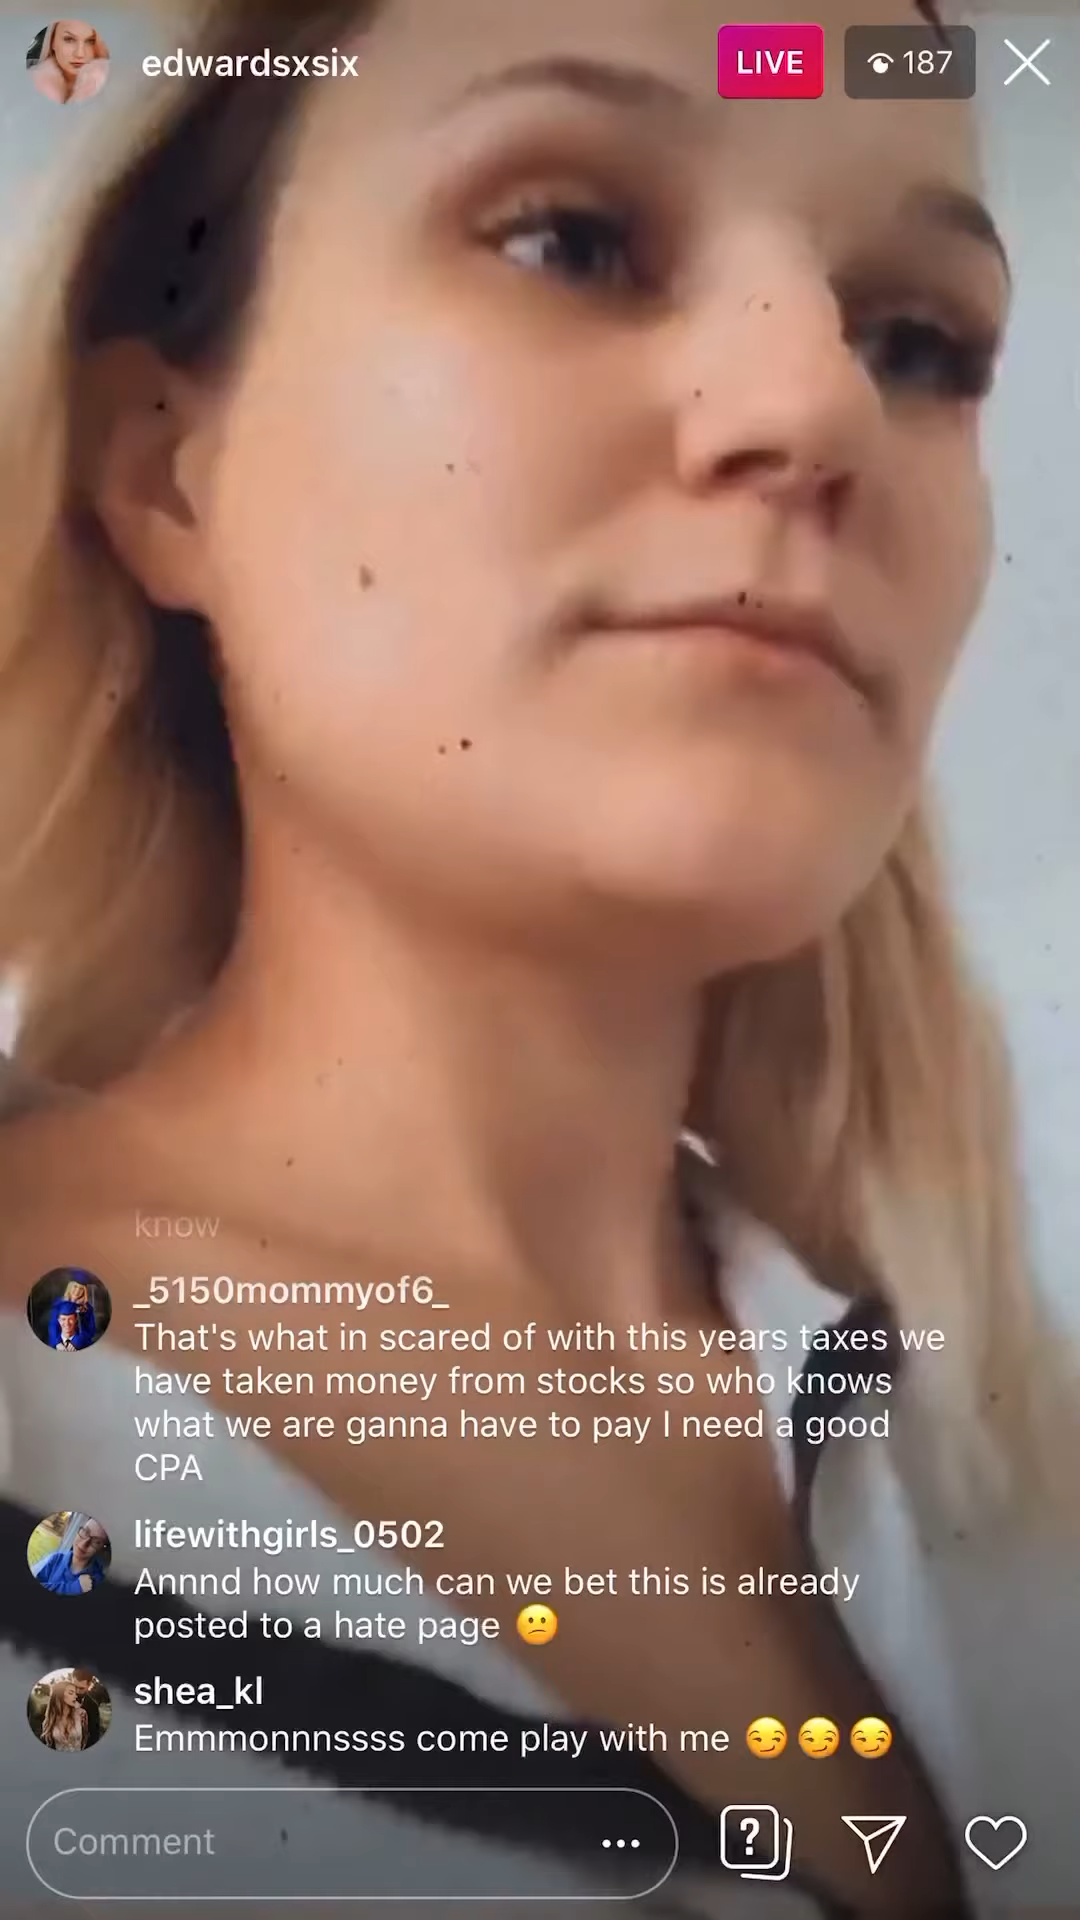 edwardsxsix
LIVE
187
know
_5150mommyof6_
That's what in scared of with this years taxes we
have taken money from stocks so who knows
what we are ganna have to pay I need a good
CPA
lifewithgirls_0502
Annnd how much can we bet this is already
posted to a hate page 😕
shea_kl
Emmmonnnssss come play with me 😏😏😏
Comment
?